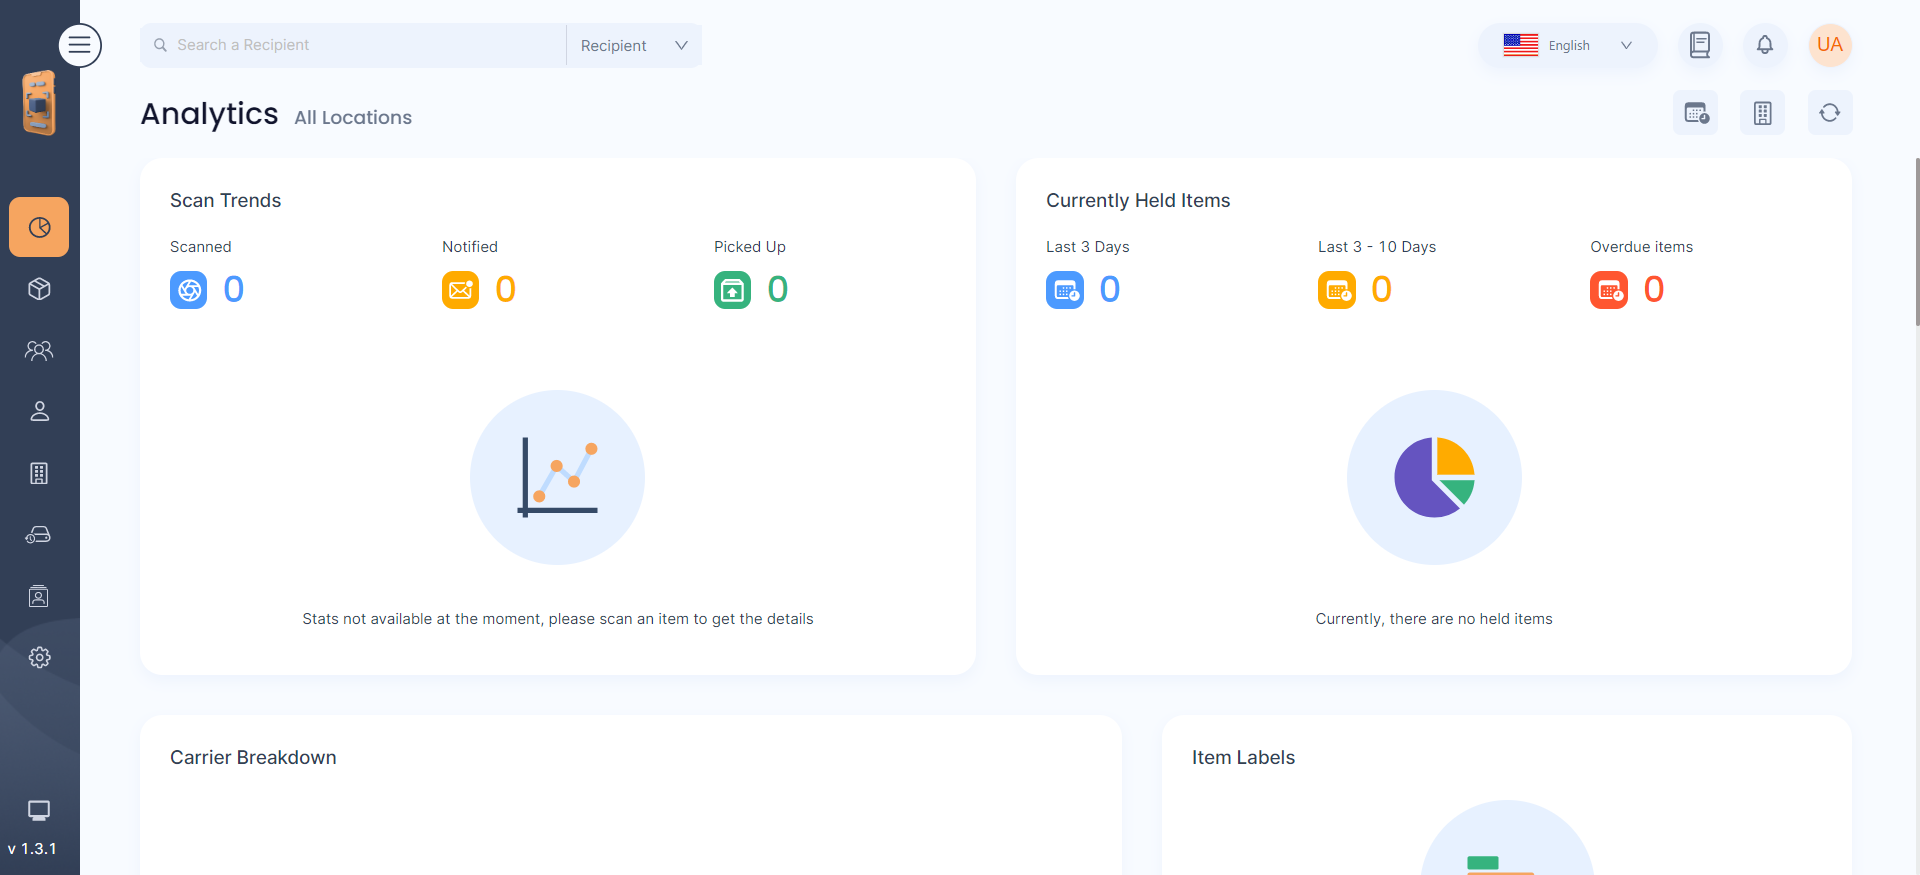 Search a Recipient
Recipient
English
UA
Analytics All Locations
Scan Trends
Scanned
Notified
Picked Up
0
0
0
Stats not available at the moment, please scan an item to get the details
Currently Held Items
Last 3 Days
Last 3 - 10 Days
Overdue items
0
0
0
Currently, there are no held items
Carrier Breakdown
Item Labels
v 1.3.1